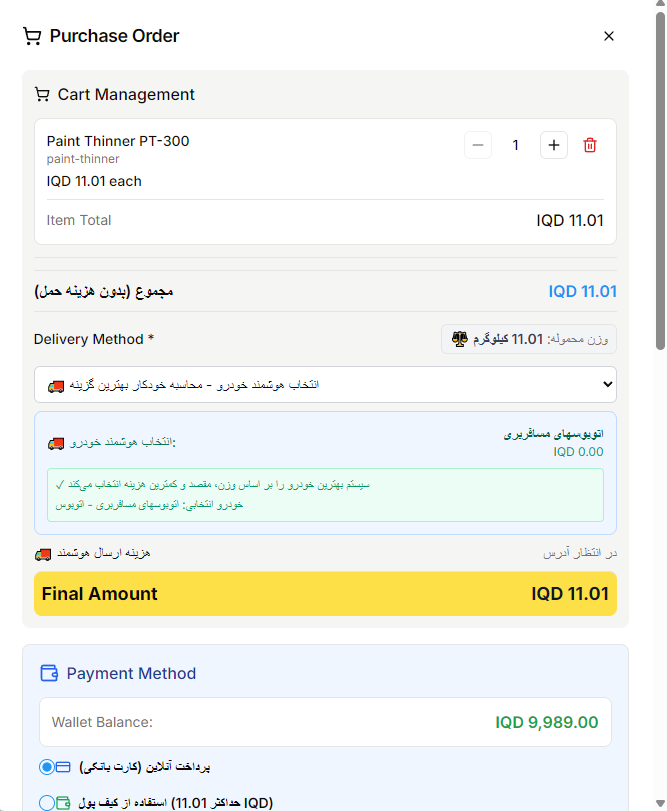 Purchase Order
Cart Management
Paint Thinner PT-300
paint-thinner
1
IQD 11.01 each
Item Total
IQD 11.01
مجموع (بدون هزینه حمل)
IQD 11.01
Delivery Method *
وزن محموله: 11.01 کیلوگرم
انتخاب هوشمند خودرو - محاسبه خودکار بهترین گزینه
انتخاب هوشمند خودرو:
اتوبوسهای مسافربری
IQD 0.00
✓ سیستم بهترین خودرو را بر اساس وزن، مقصد و کمترین هزینه انتخاب می‌کند
خودرو انتخابی: اتوبوسهای مسافربری - اتوبوس
هزینه ارسال هوشمند
در انتظار آدرس
Final Amount
IQD 11.01
Payment Method
Wallet Balance:
IQD 9,989.00
پرداخت آنلاین (کارت بانکی)
استفاده از کیف پول (حداکثر 11.01 IQD)